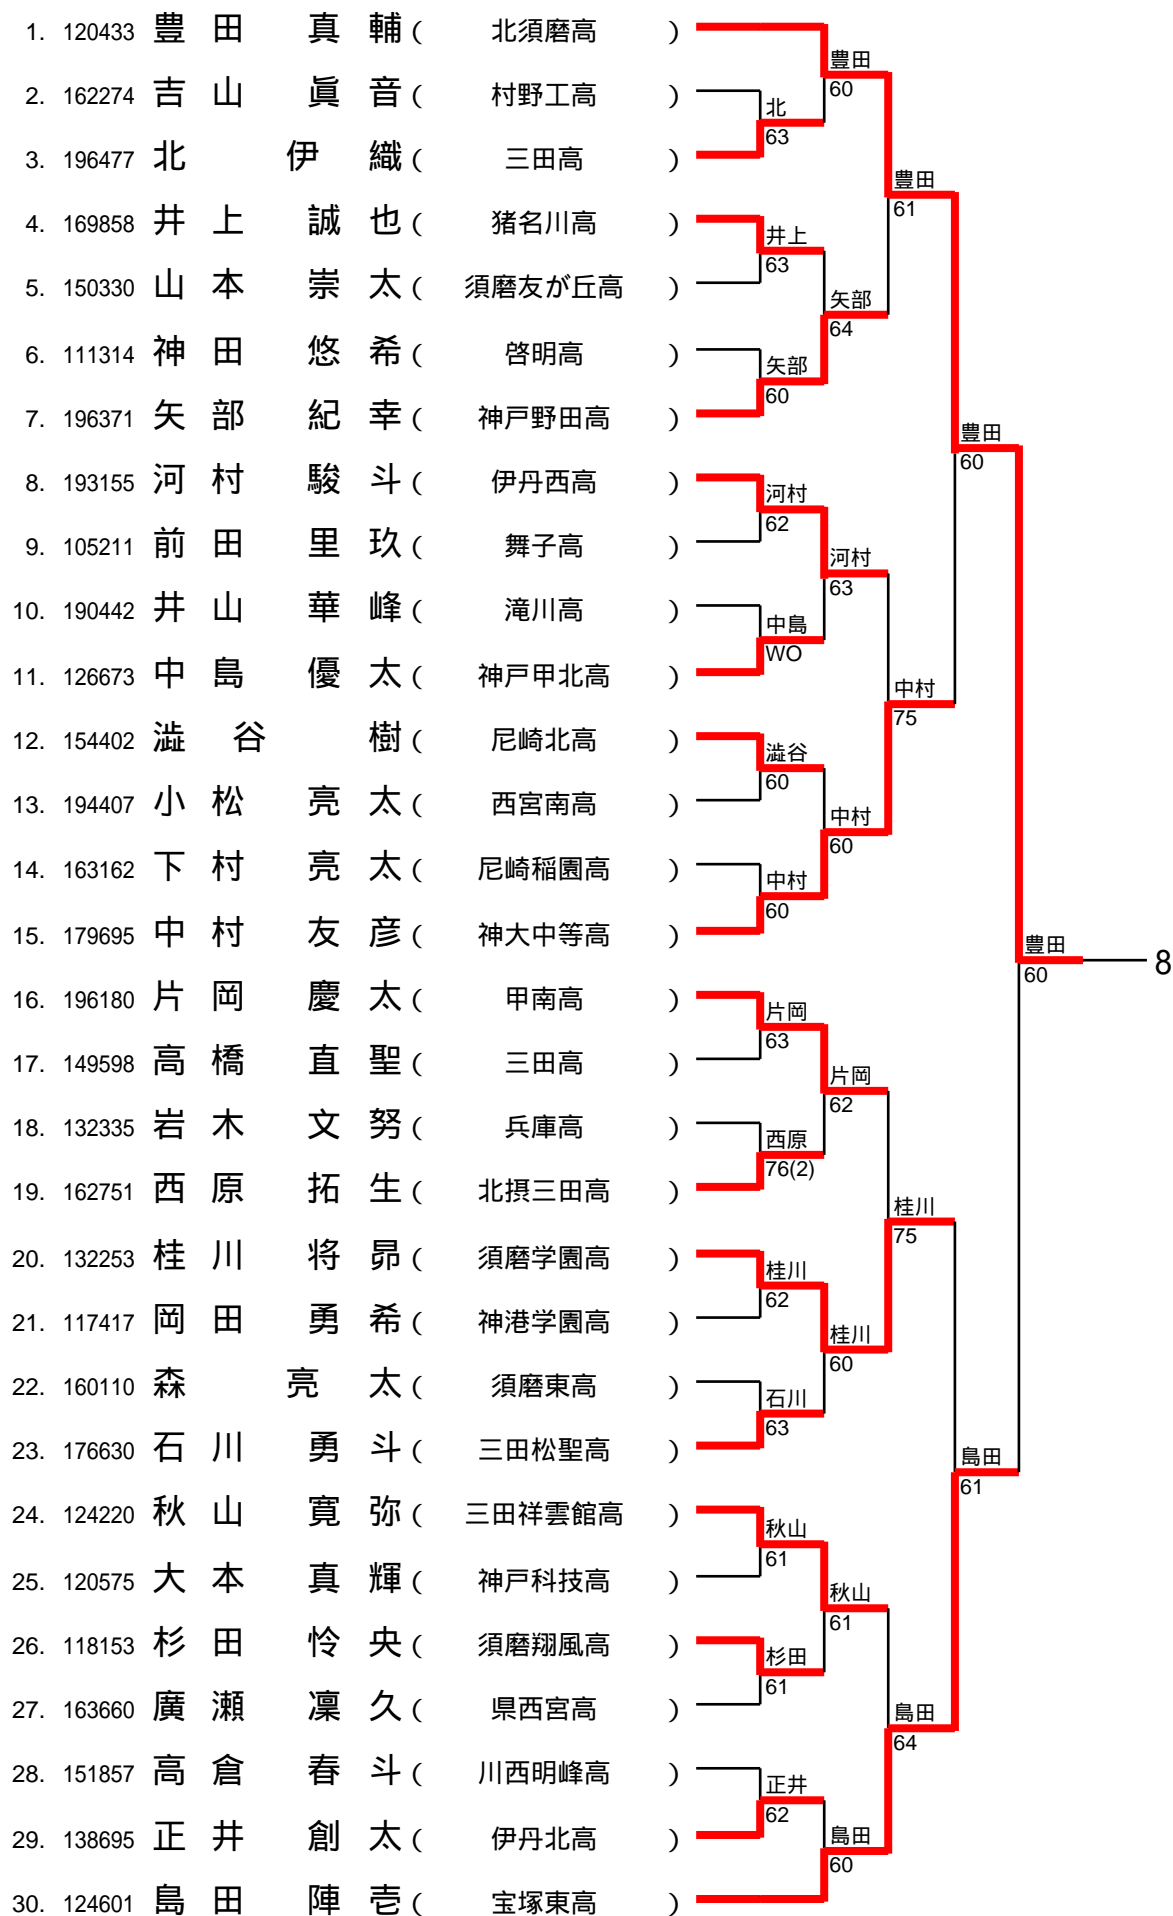 1. 120433 豊田 真輔 ( 北須磨高 )
2. 162274 吉山 眞音 ( 村野工高 )
3. 196477 北 伊織 ( 三田高 )
4. 169858 井上 誠也 ( 猪名川高 )
5. 150330 山本 崇太 ( 須磨友が丘高 )
6. 111314 神田 悠希 ( 啓明高 )
7. 196371 矢部 紀幸 ( 神戸野田高 )
8. 193155 河村 駿斗 ( 伊丹西高 )
9. 105211 前田 里玖 ( 舞子高 )
10. 190442 井山 華峰 ( 滝川高 )
11. 126673 中島 優太 ( 神戸甲北高 )
12. 154402 澁谷 樹 ( 尼崎北高 )
13. 194407 小松 亮太 ( 西宮南高 )
14. 163162 下村 亮太 ( 尼崎稲園高 )
15. 179695 中村 友彦 ( 神大中等高 )
16. 196180 片岡 慶太 ( 甲南高 )
17. 149598 高橋 直聖 ( 三田高 )
18. 132335 岩木 文努 ( 兵庫高 )
19. 162751 西原 拓生 ( 北摂三田高 )
20. 132253 桂川 将昴 ( 須磨学園高 )
21. 117417 岡田 勇希 ( 神港学園高 )
22. 160110 森 亮太 ( 須磨東高 )
23. 176630 石川 勇斗 ( 三田松聖高 )
24. 124220 秋山 寛弥 ( 三田祥雲館高 )
25. 120575 大本 真輝 ( 神戸科技高 )
26. 118153 杉田 怜央 ( 須磨翔風高 )
27. 163660 廣瀬 凜久 ( 県西宮高 )
28. 151857 高倉 春斗 ( 川西明峰高 )
29. 138695 正井 創太 ( 伊丹北高 )
30. 124601 島田 陣壱 ( 宝塚東高 )
北
63
井上
63
矢部
60
河村
62
中島
WO
澁谷
60
中村
60
片岡
63
西原
76(2)
桂川
62
石川
63
秋山
61
杉田
61
正井
62
豊田
60
矢部
64
河村
63
中村
60
片岡
62
桂川
60
秋山
61
島田
60
豊田
61
中村
75
桂川
75
島田
64
豊田
60
島田
61
豊田
60
8